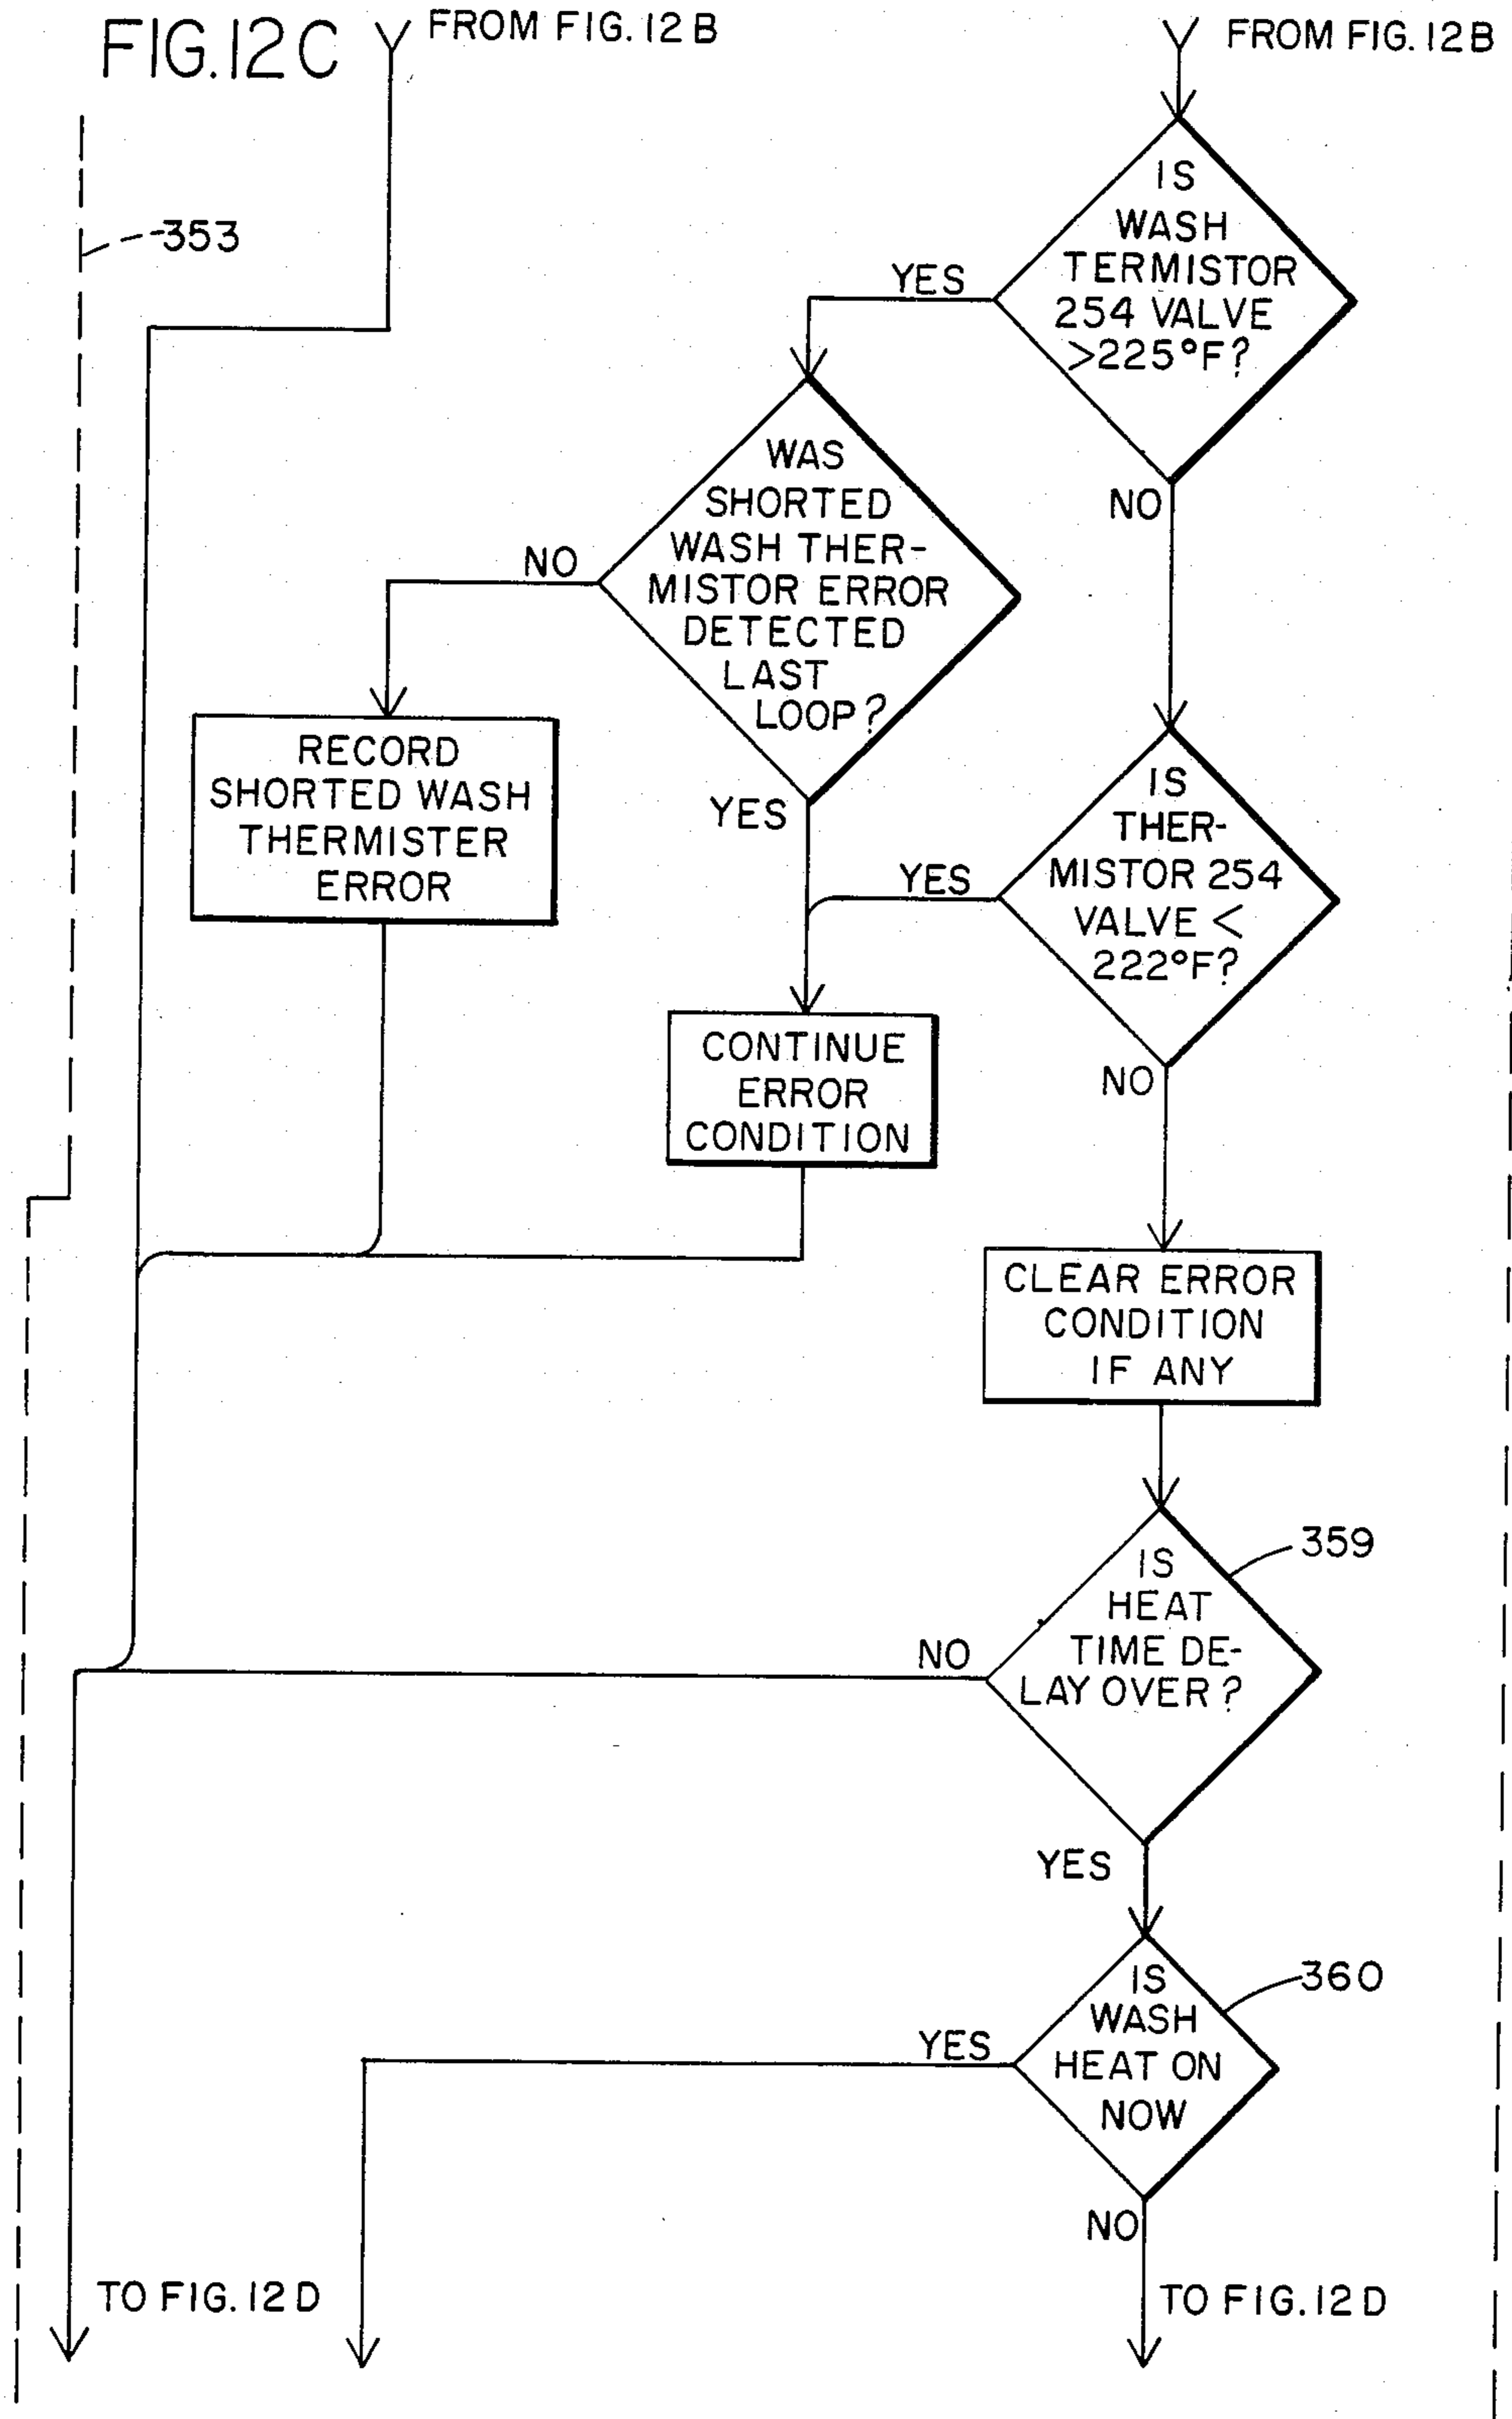 FIG. 12C
FROM FIG. 12B
FROM FIG. 12B
353
IS
WASH
TERMISTOR
254 VALVE
>225°F?
YES
NO
WAS
SHORTED
WASH THER-
MISTOR ERROR
DETECTED
LAST
LOOP?
NO
YES
RECORD
SHORTED WASH
THERMISTER
ERROR
IS
THER-
MISTOR 254
VALVE <
222°F?
YES
NO
CONTINUE
ERROR
CONDITION
CLEAR ERROR
CONDITION
IF ANY
359
IS
HEAT
TIME DE-
LAY OVER?
NO
YES
360
IS
WASH
HEAT ON
NOW
YES
NO
TO FIG. 12D
TO FIG. 12D